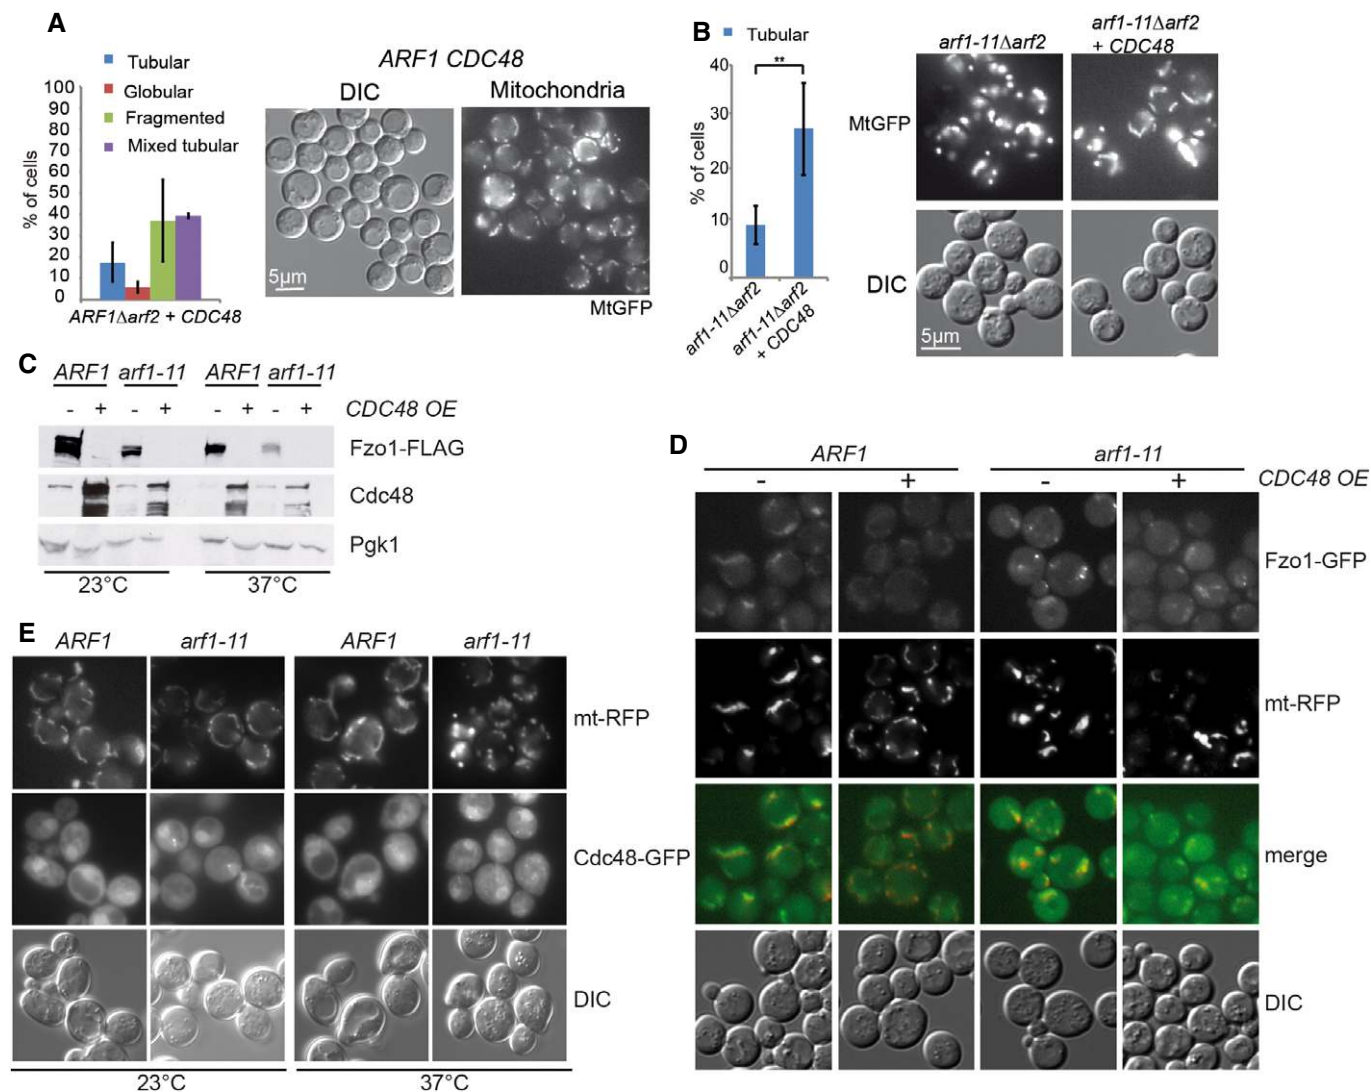 A
Tubular
Globular
Fragmented
Mixed tubular
100
90
80
70
60
50
40
30
20
10
0
% of cells
ARF1Δarf2 + CDC48
ARF1 CDC48
DIC
Mitochondria
5μm
MtGFP
B
Tubular
40
30
20
10
0
% of cells
**
arf1-11Δarf2
arf1-11Δarf2
+ CDC48
arf1-11Δarf2
arf1-11Δarf2
+ CDC48
MtGFP
DIC
5μm
C
ARF1 arf1-11 ARF1 arf1-11
- + - + - + - + CDC48 OE
Fzo1-FLAG
Cdc48
Pgk1
23°C 37°C
D
ARF1 arf1-11
- + - + CDC48 OE
Fzo1-GFP
mt-RFP
merge
DIC
E
ARF1 arf1-11 ARF1 arf1-11
mt-RFP
Cdc48-GFP
DIC
23°C 37°C